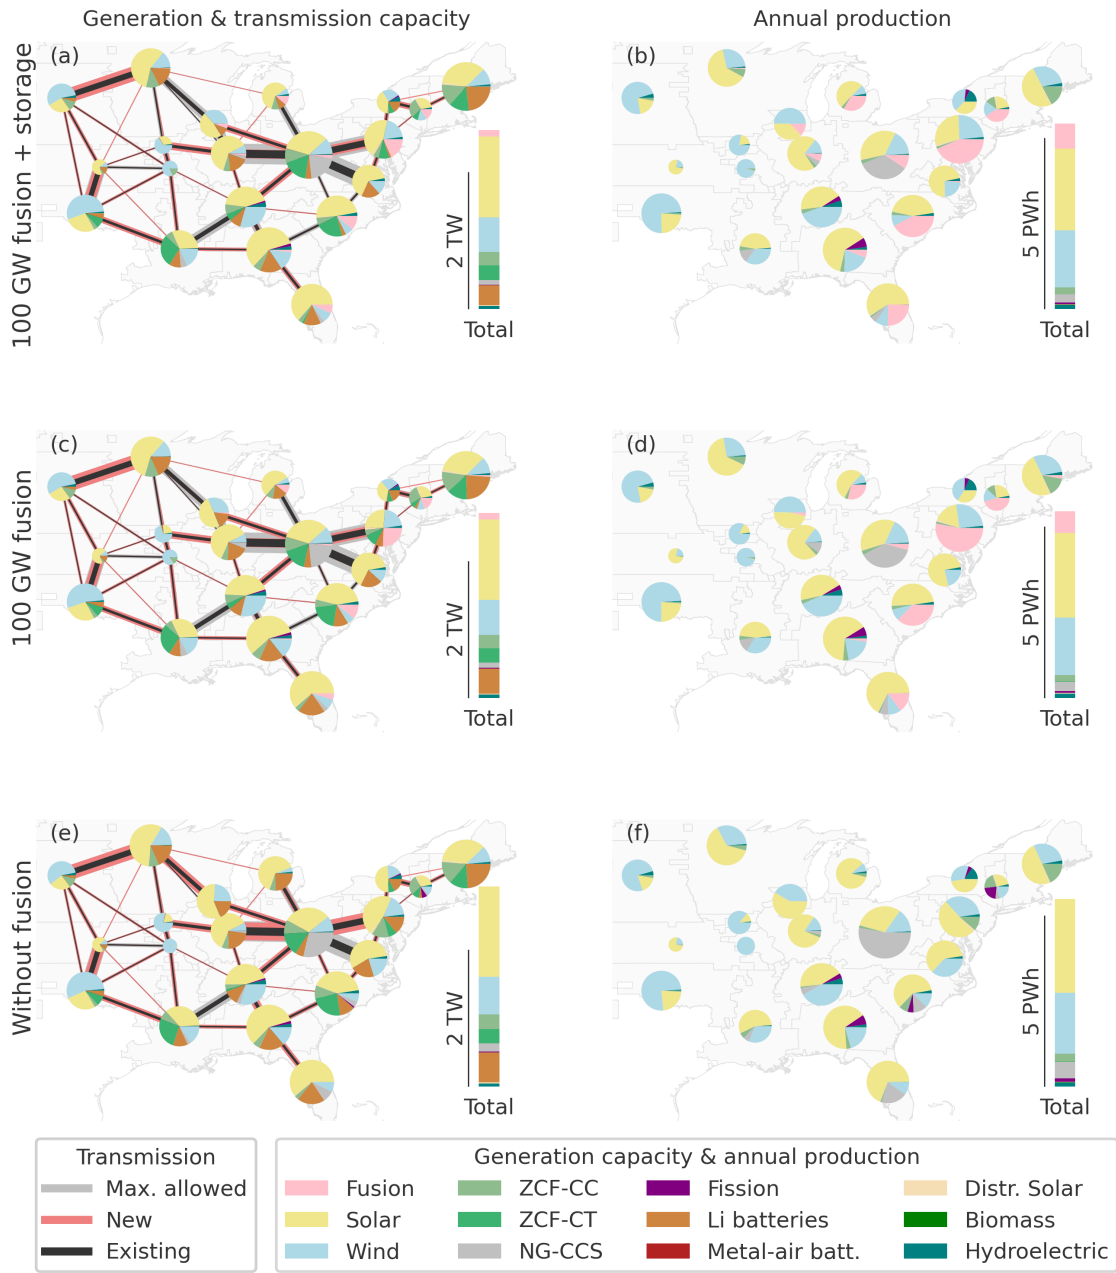 Generation & transmission capacity
Annual production
100 GW fusion + storage
(a)
2 TW
Total
(b)
5 PWh
Total
100 GW fusion
(c)
2 TW
Total
(d)
5 PWh
Total
Without fusion
(e)
2 TW
Total
(f)
5 PWh
Total
Transmission
Max. allowed
New
Existing
Generation capacity & annual production
Fusion
ZCF-CC
Fission
Distr. Solar
Solar
ZCF-CT
Li batteries
Biomass
Wind
NG-CCS
Metal-air batt.
Hydroelectric